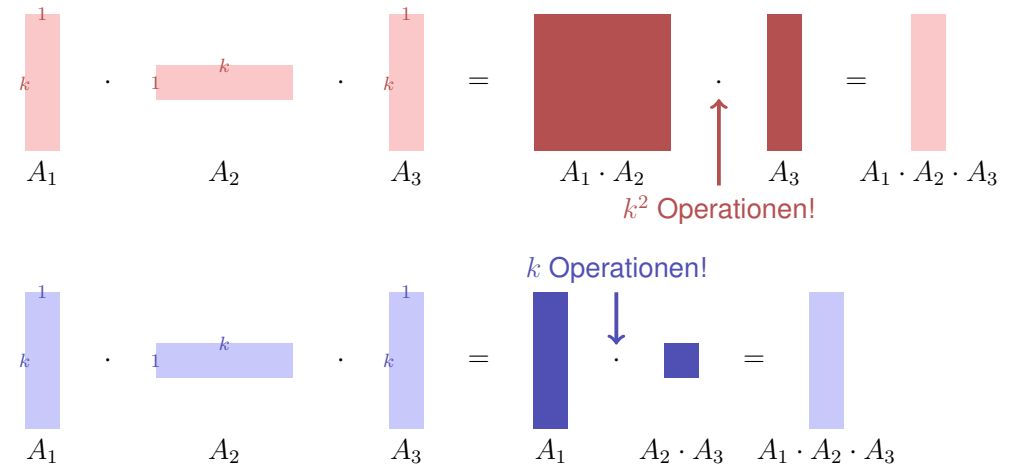 1 k 1
k · 1 · k = · =
A₁ A₂ A₃ A₁ · A₂ A₃ A₁ · A₂ · A₃
k² Operationen!
k Operationen!
1 k 1
k · 1 · k = · =
A₁ A₂ A₃ A₁ A₂ · A₃ A₁ · A₂ · A₃